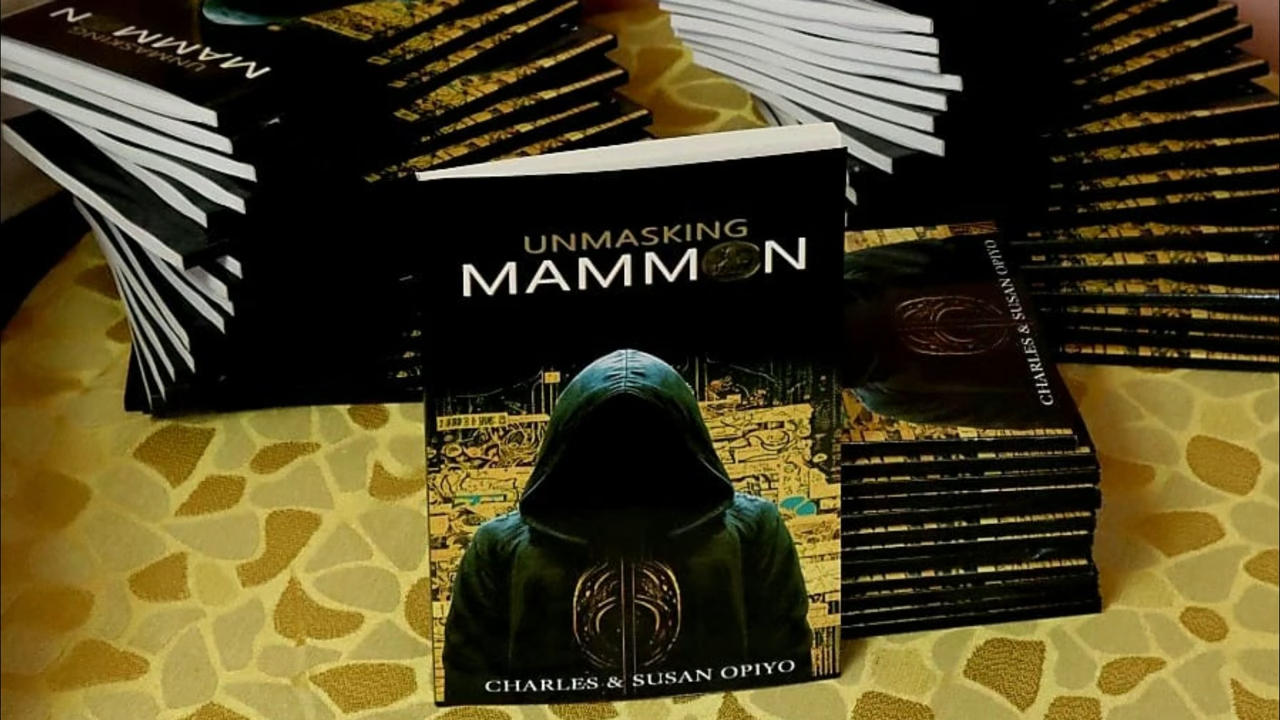 UNMASKING
MAMMON
UNMASKING
MAMMON
CHARLES & SUSAN OPIYO
CHARLES & SUSAN OPIYO